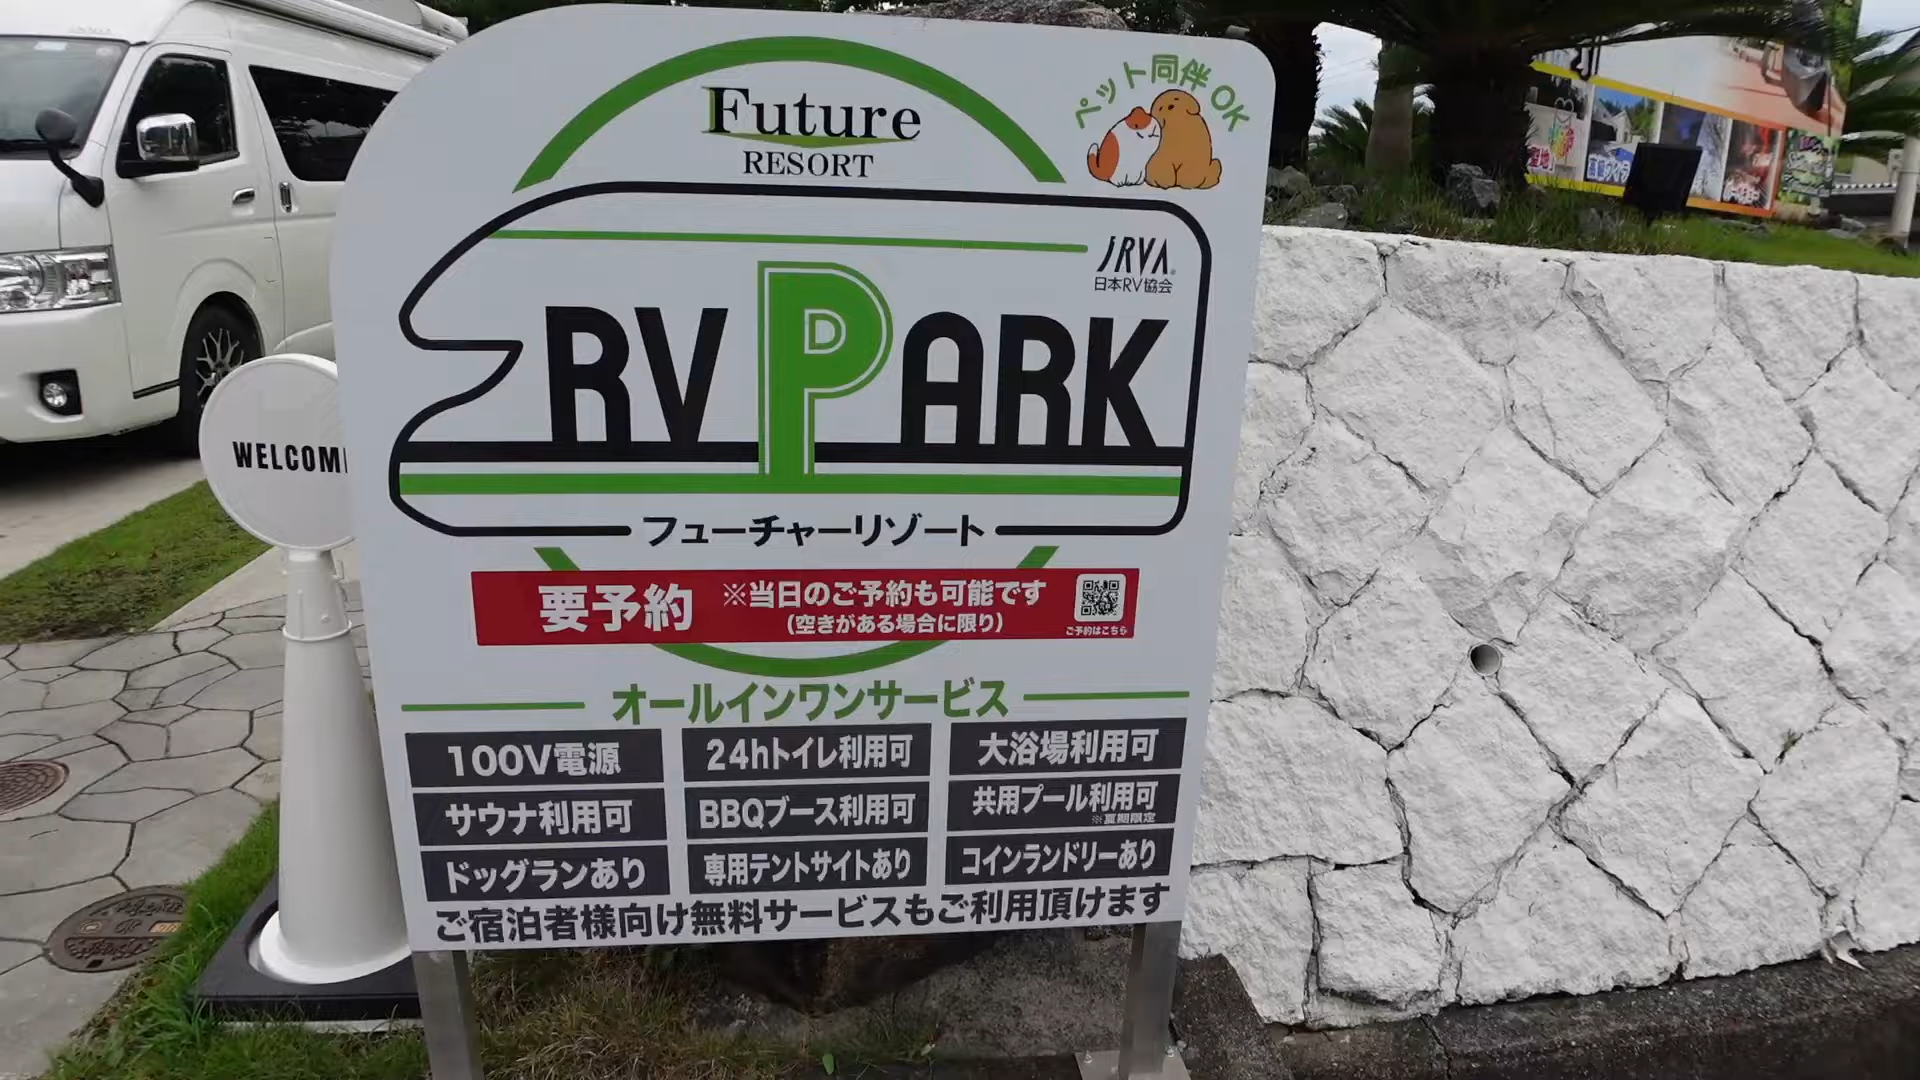 Future
RESORT
ペット同伴OK
JRVA
日本RV協会
RV PARK
フューチャーリゾート
要予約
※当日のご予約も可能です
(空きがある場合に限り)
ご予約はこちら
オールインワンサービス
100V電源
24hトイレ利用可
大浴場利用可
サウナ利用可
BBQブース利用可
共用プール利用可
※夏期限定
ドッグランあり
専用テントサイトあり
コインランドリーあり
ご宿泊者様向け無料サービスもご利用頂けます
WELCOM